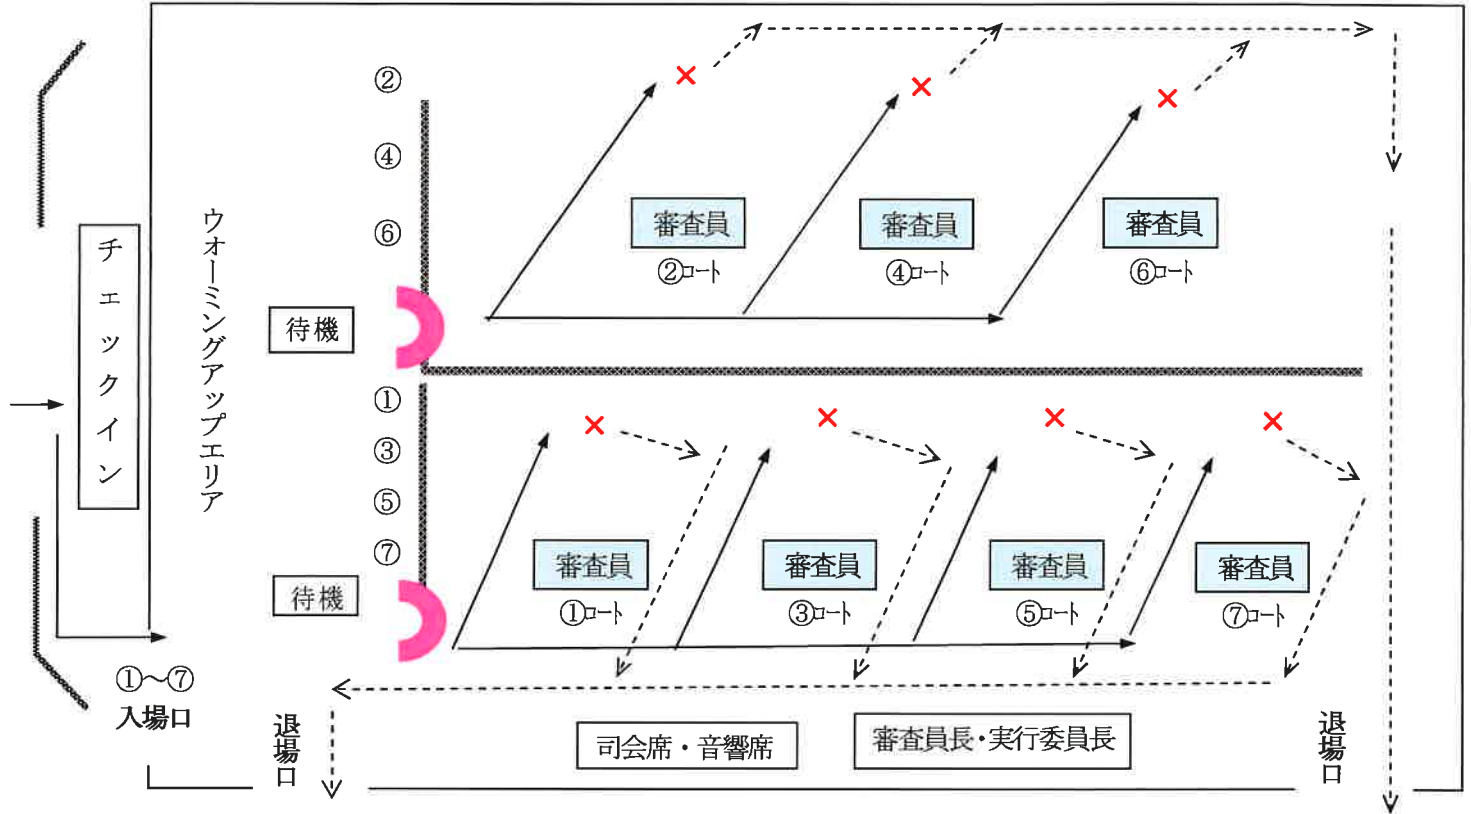 チェックイン
ウォーミングアップエリア
②
④
⑥
待機
①
③
⑤
⑦
待機
審査員
②コート
審査員
④コート
審査員
⑥コート
審査員
①コート
審査員
③コート
審査員
⑤コート
審査員
⑦コート
①～⑦
入場口
退場口
司会席・音響席
審査員長・実行委員長
退場口